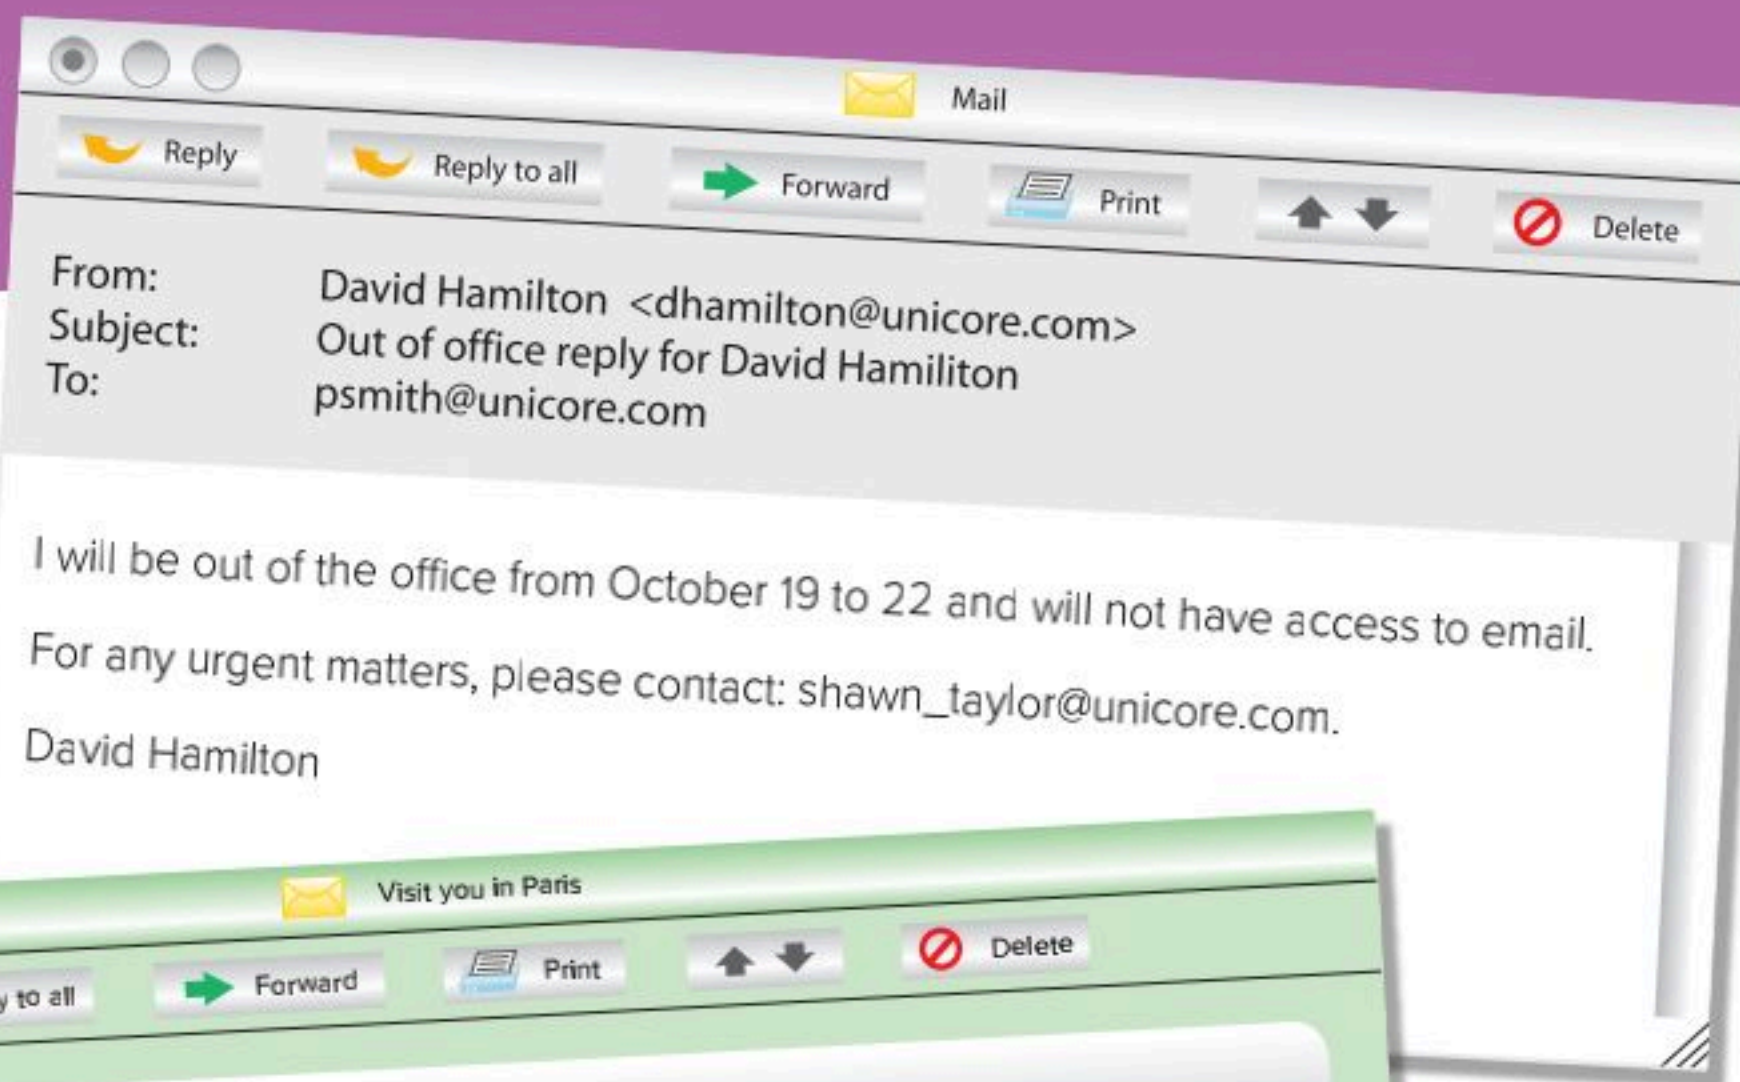 Mail
Reply Reply to all Forward Print Delete
From: David Hamilton <dhamilton@unicore.com>
Subject: Out of office reply for David Hamiliton
To: psmith@unicore.com
I will be out of the office from October 19 to 22 and will not have access to email.
For any urgent matters, please contact: shawn_taylor@unicore.com.
David Hamilton
Visit you in Paris
y to all Forward Print Delete